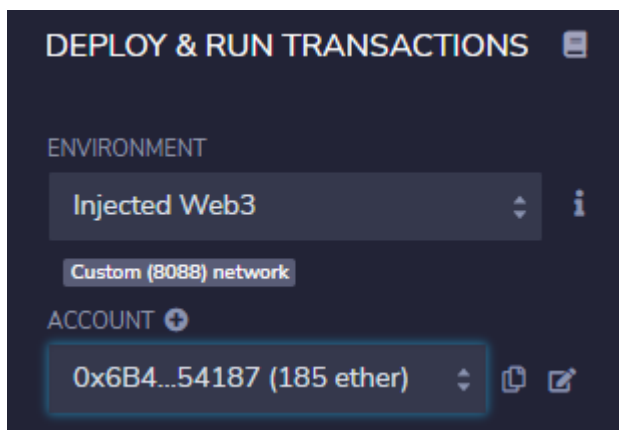 DEPLOY & RUN TRANSACTIONS
ENVIRONMENT
Injected Web3
Custom (8088) network
ACCOUNT
0x6B4...54187 (185 ether)